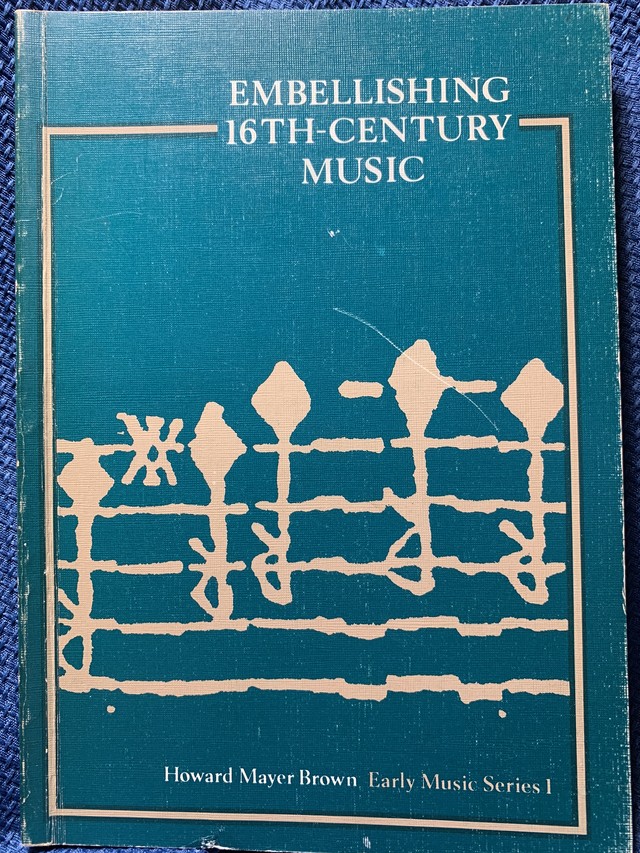 EMBELLISHING
16TH-CENTURY
MUSIC
Howard Mayer Brown Early Music Series 1